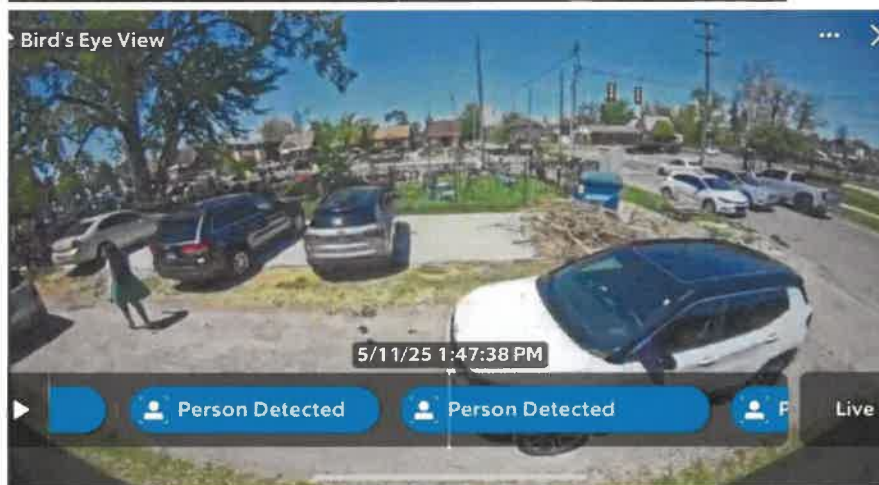 Bird's Eye View
5/11/25 1:47:38 PM
Person Detected
Person Detected
P
Live